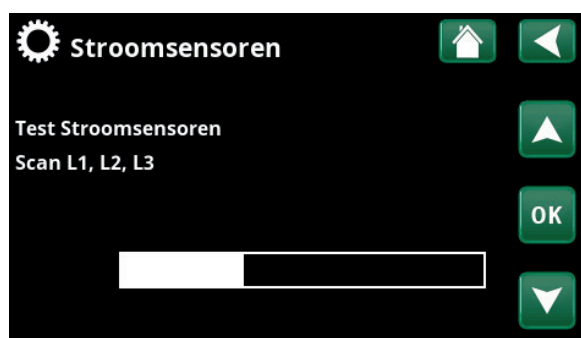 Stroomsensoren
Test Stroomsensoren
Scan L1, L2, L3
OK